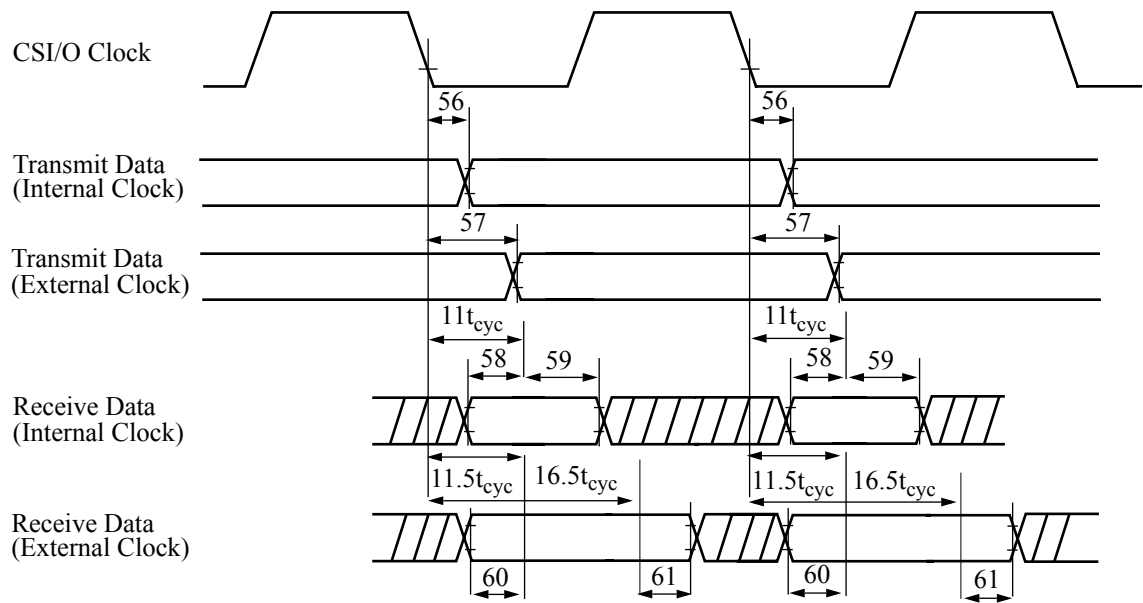 CSI/O Clock
56 56
Transmit Data
(Internal Clock)
57 57
Transmit Data
(External Clock)
11tcyc 11tcyc
58 59 58 59
Receive Data
(Internal Clock)
11.5tcyc 16.5tcyc 11.5tcyc 16.5tcyc
Receive Data
(External Clock)
60 61 60 61